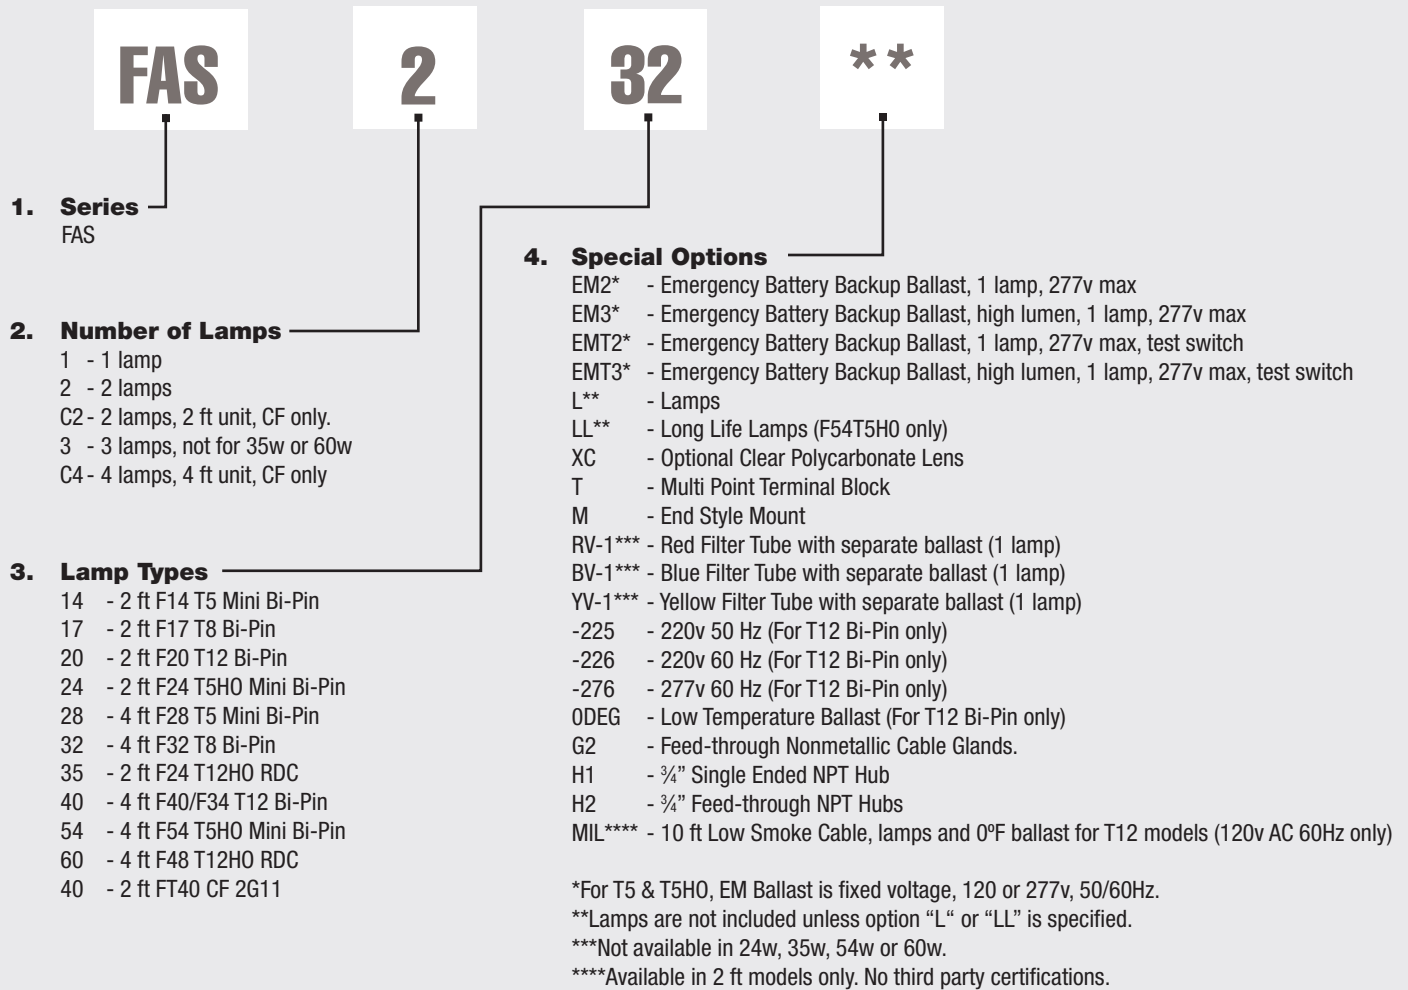 FAS 2 32 **
1. Series
FAS
2. Number of Lamps
1 - 1 lamp
2 - 2 lamps
C2 - 2 lamps, 2 ft unit, CF only.
3 - 3 lamps, not for 35w or 60w
C4 - 4 lamps, 4 ft unit, CF only
3. Lamp Types
14 - 2 ft F14 T5 Mini Bi-Pin
17 - 2 ft F17 T8 Bi-Pin
20 - 2 ft F20 T12 Bi-Pin
24 - 2 ft F24 T5HO Mini Bi-Pin
28 - 4 ft F28 T5 Mini Bi-Pin
32 - 4 ft F32 T8 Bi-Pin
35 - 2 ft F24 T12HO RDC
40 - 4 ft F40/F34 T12 Bi-Pin
54 - 4 ft F54 T5HO Mini Bi-Pin
60 - 4 ft F48 T12HO RDC
40 - 2 ft FT40 CF 2G11
4. Special Options
EM2* - Emergency Battery Backup Ballast, 1 lamp, 277v max
EM3* - Emergency Battery Backup Ballast, high lumen, 1 lamp, 277v max
EMT2* - Emergency Battery Backup Ballast, 1 lamp, 277v max, test switch
EMT3* - Emergency Battery Backup Ballast, high lumen, 1 lamp, 277v max, test switch
L** - Lamps
LL** - Long Life Lamps (F54T5H0 only)
XC - Optional Clear Polycarbonate Lens
T - Multi Point Terminal Block
M - End Style Mount
RV-1*** - Red Filter Tube with separate ballast (1 lamp)
BV-1*** - Blue Filter Tube with separate ballast (1 lamp)
YV-1*** - Yellow Filter Tube with separate ballast (1 lamp)
-225 - 220v 50 Hz (For T12 Bi-Pin only)
-226 - 220v 60 Hz (For T12 Bi-Pin only)
-276 - 277v 60 Hz (For T12 Bi-Pin only)
0DEG - Low Temperature Ballast (For T12 Bi-Pin only)
G2 - Feed-through Nonmetallic Cable Glands.
H1 - ¾” Single Ended NPT Hub
H2 - ¾” Feed-through NPT Hubs
MIL**** - 10 ft Low Smoke Cable, lamps and 0ºF ballast for T12 models (120v AC 60Hz only)
*For T5 & T5HO, EM Ballast is fixed voltage, 120 or 277v, 50/60Hz.
**Lamps are not included unless option “L“ or “LL” is specified.
***Not available in 24w, 35w, 54w or 60w.
****Available in 2 ft models only. No third party certifications.